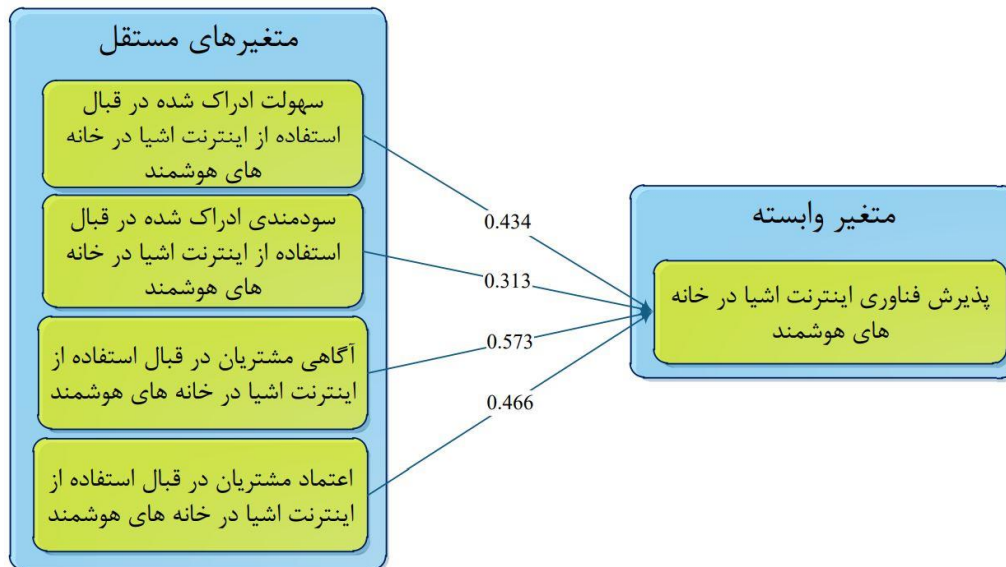 متغیرهای مستقل
سهولت ادراک شده در قبال
استفاده از اینترنت اشیا در خانه
های هوشمند
سودمندی ادراک شده در قبال
استفاده از اینترنت اشیا در خانه
های هوشمند
آگاهی مشتریان در قبال استفاده از
اینترنت اشیا در خانه های هوشمند
اعتماد مشتریان در قبال استفاده از
اینترنت اشیا در خانه های هوشمند
0.434
0.313
0.573
0.466
متغیر وابسته
پذیرش فناوری اینترنت اشیا در خانه
های هوشمند